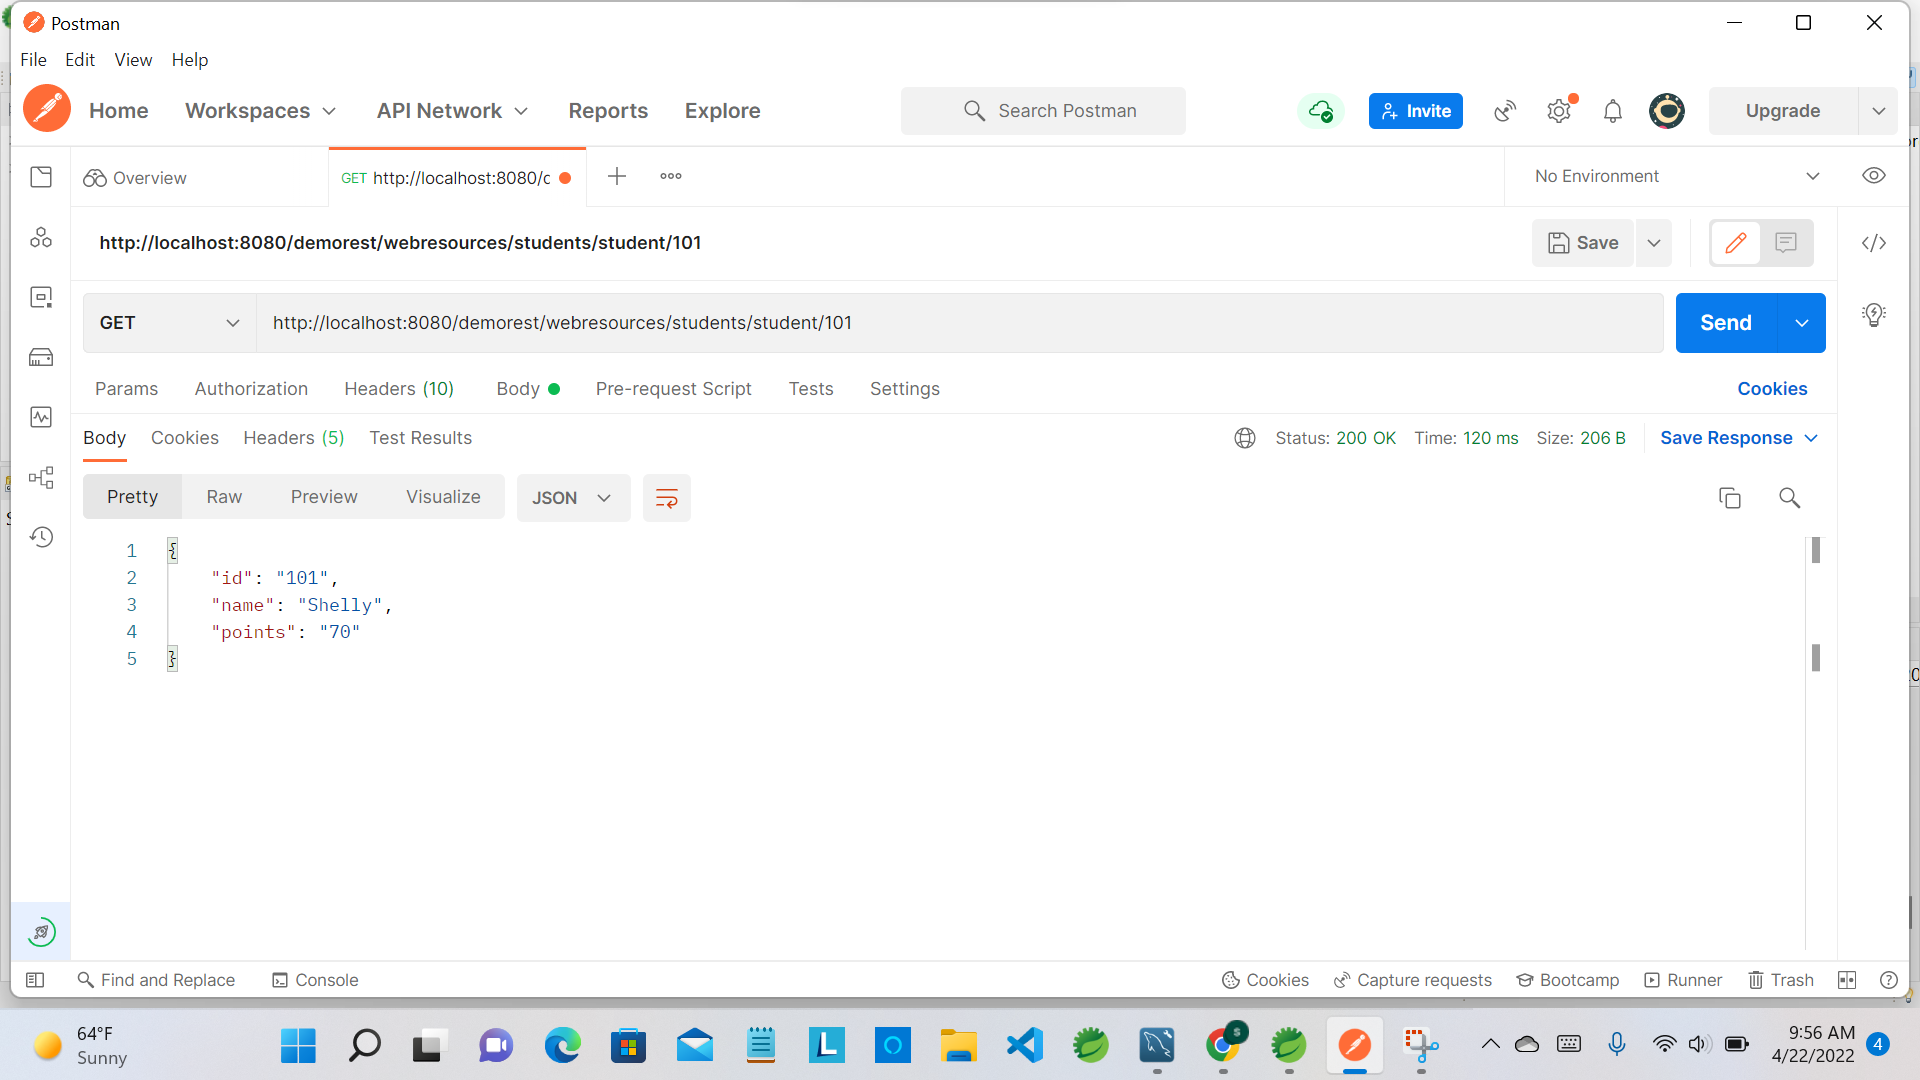 Postman
File Edit View Help
Home Workspaces API Network Reports Explore Search Postman Invite Upgrade
Overview GET http://localhost:8080/c No Environment
http://localhost:8080/demorest/webresources/students/student/101 Save
GET http://localhost:8080/demorest/webresources/students/student/101 Send
Params Authorization Headers (10) Body Pre-request Script Tests Settings Cookies
Body Cookies Headers (5) Test Results Status: 200 OK Time: 120 ms Size: 206 B Save Response
Pretty Raw Preview Visualize JSON
1 {
2 "id": "101",
3 "name": "Shelly",
4 "points": "70"
5 }
Find and Replace Console Cookies Capture requests Bootcamp Runner Trash
64°F
Sunny
9:56 AM
4/22/2022
4